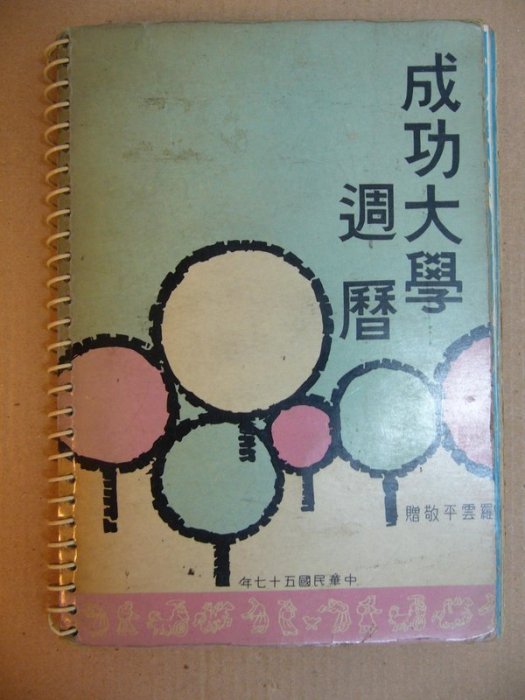 成功大學
週曆
羅雲平敬贈
中華民國五十七年